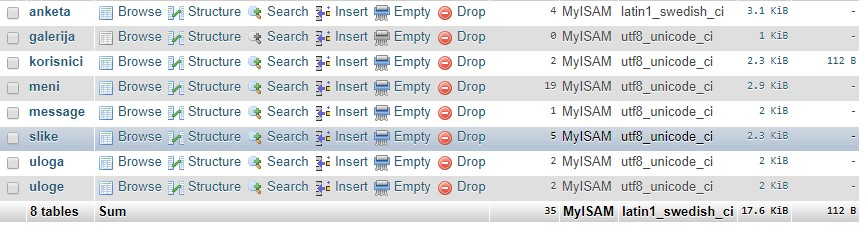 anketa Browse Structure Search Insert Empty Drop 4 MyISAM latin1_swedish_ci 3.1 KiB -
galerija Browse Structure Search Insert Empty Drop 0 MyISAM utf8_unicode_ci 1 KiB -
korisnici Browse Structure Search Insert Empty Drop 2 MyISAM utf8_unicode_ci 2.3 KiB 112 B
meni Browse Structure Search Insert Empty Drop 19 MyISAM utf8_unicode_ci 2.9 KiB -
message Browse Structure Search Insert Empty Drop 1 MyISAM utf8_unicode_ci 2 KiB -
slike Browse Structure Search Insert Empty Drop 5 MyISAM utf8_unicode_ci 2.3 KiB -
uloga Browse Structure Search Insert Empty Drop 2 MyISAM utf8_unicode_ci 2 KiB -
uloge Browse Structure Search Insert Empty Drop 2 MyISAM utf8_unicode_ci 2 KiB -
8 tables Sum 35 MyISAM latin1_swedish_ci 17.6 KiB 112 B